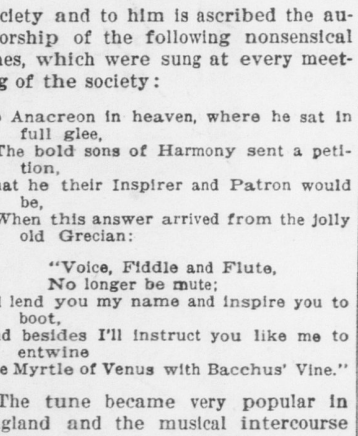 ciety and to him is ascribed the au-
orship of the following nonsensical
nes, which were sung at every meet-
g of the society:
o Anacreon in heaven, where he sat in
full glee,
The bold sons of Harmony sent a peti-
tion,
hat he their Inspirer and Patron would
be,
When this answer arrived from the jolly
old Grecian:
"Voice, Fiddle and Flute,
No longer be mute;
l lend you my name and inspire you to
boot,
nd besides I'll instruct you like me to
entwine
e Myrtle of Venus with Bacchus' Vine."
The tune became very popular in
gland and the musical intercourse